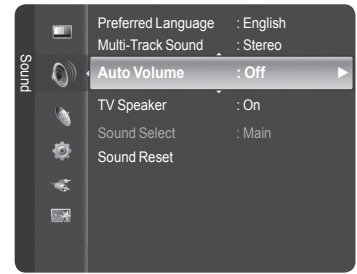 Sound
Preferred Language : English
Multi-Track Sound : Stereo
Auto Volume : Off
TV Speaker : On
Sound Select : Main
Sound Reset